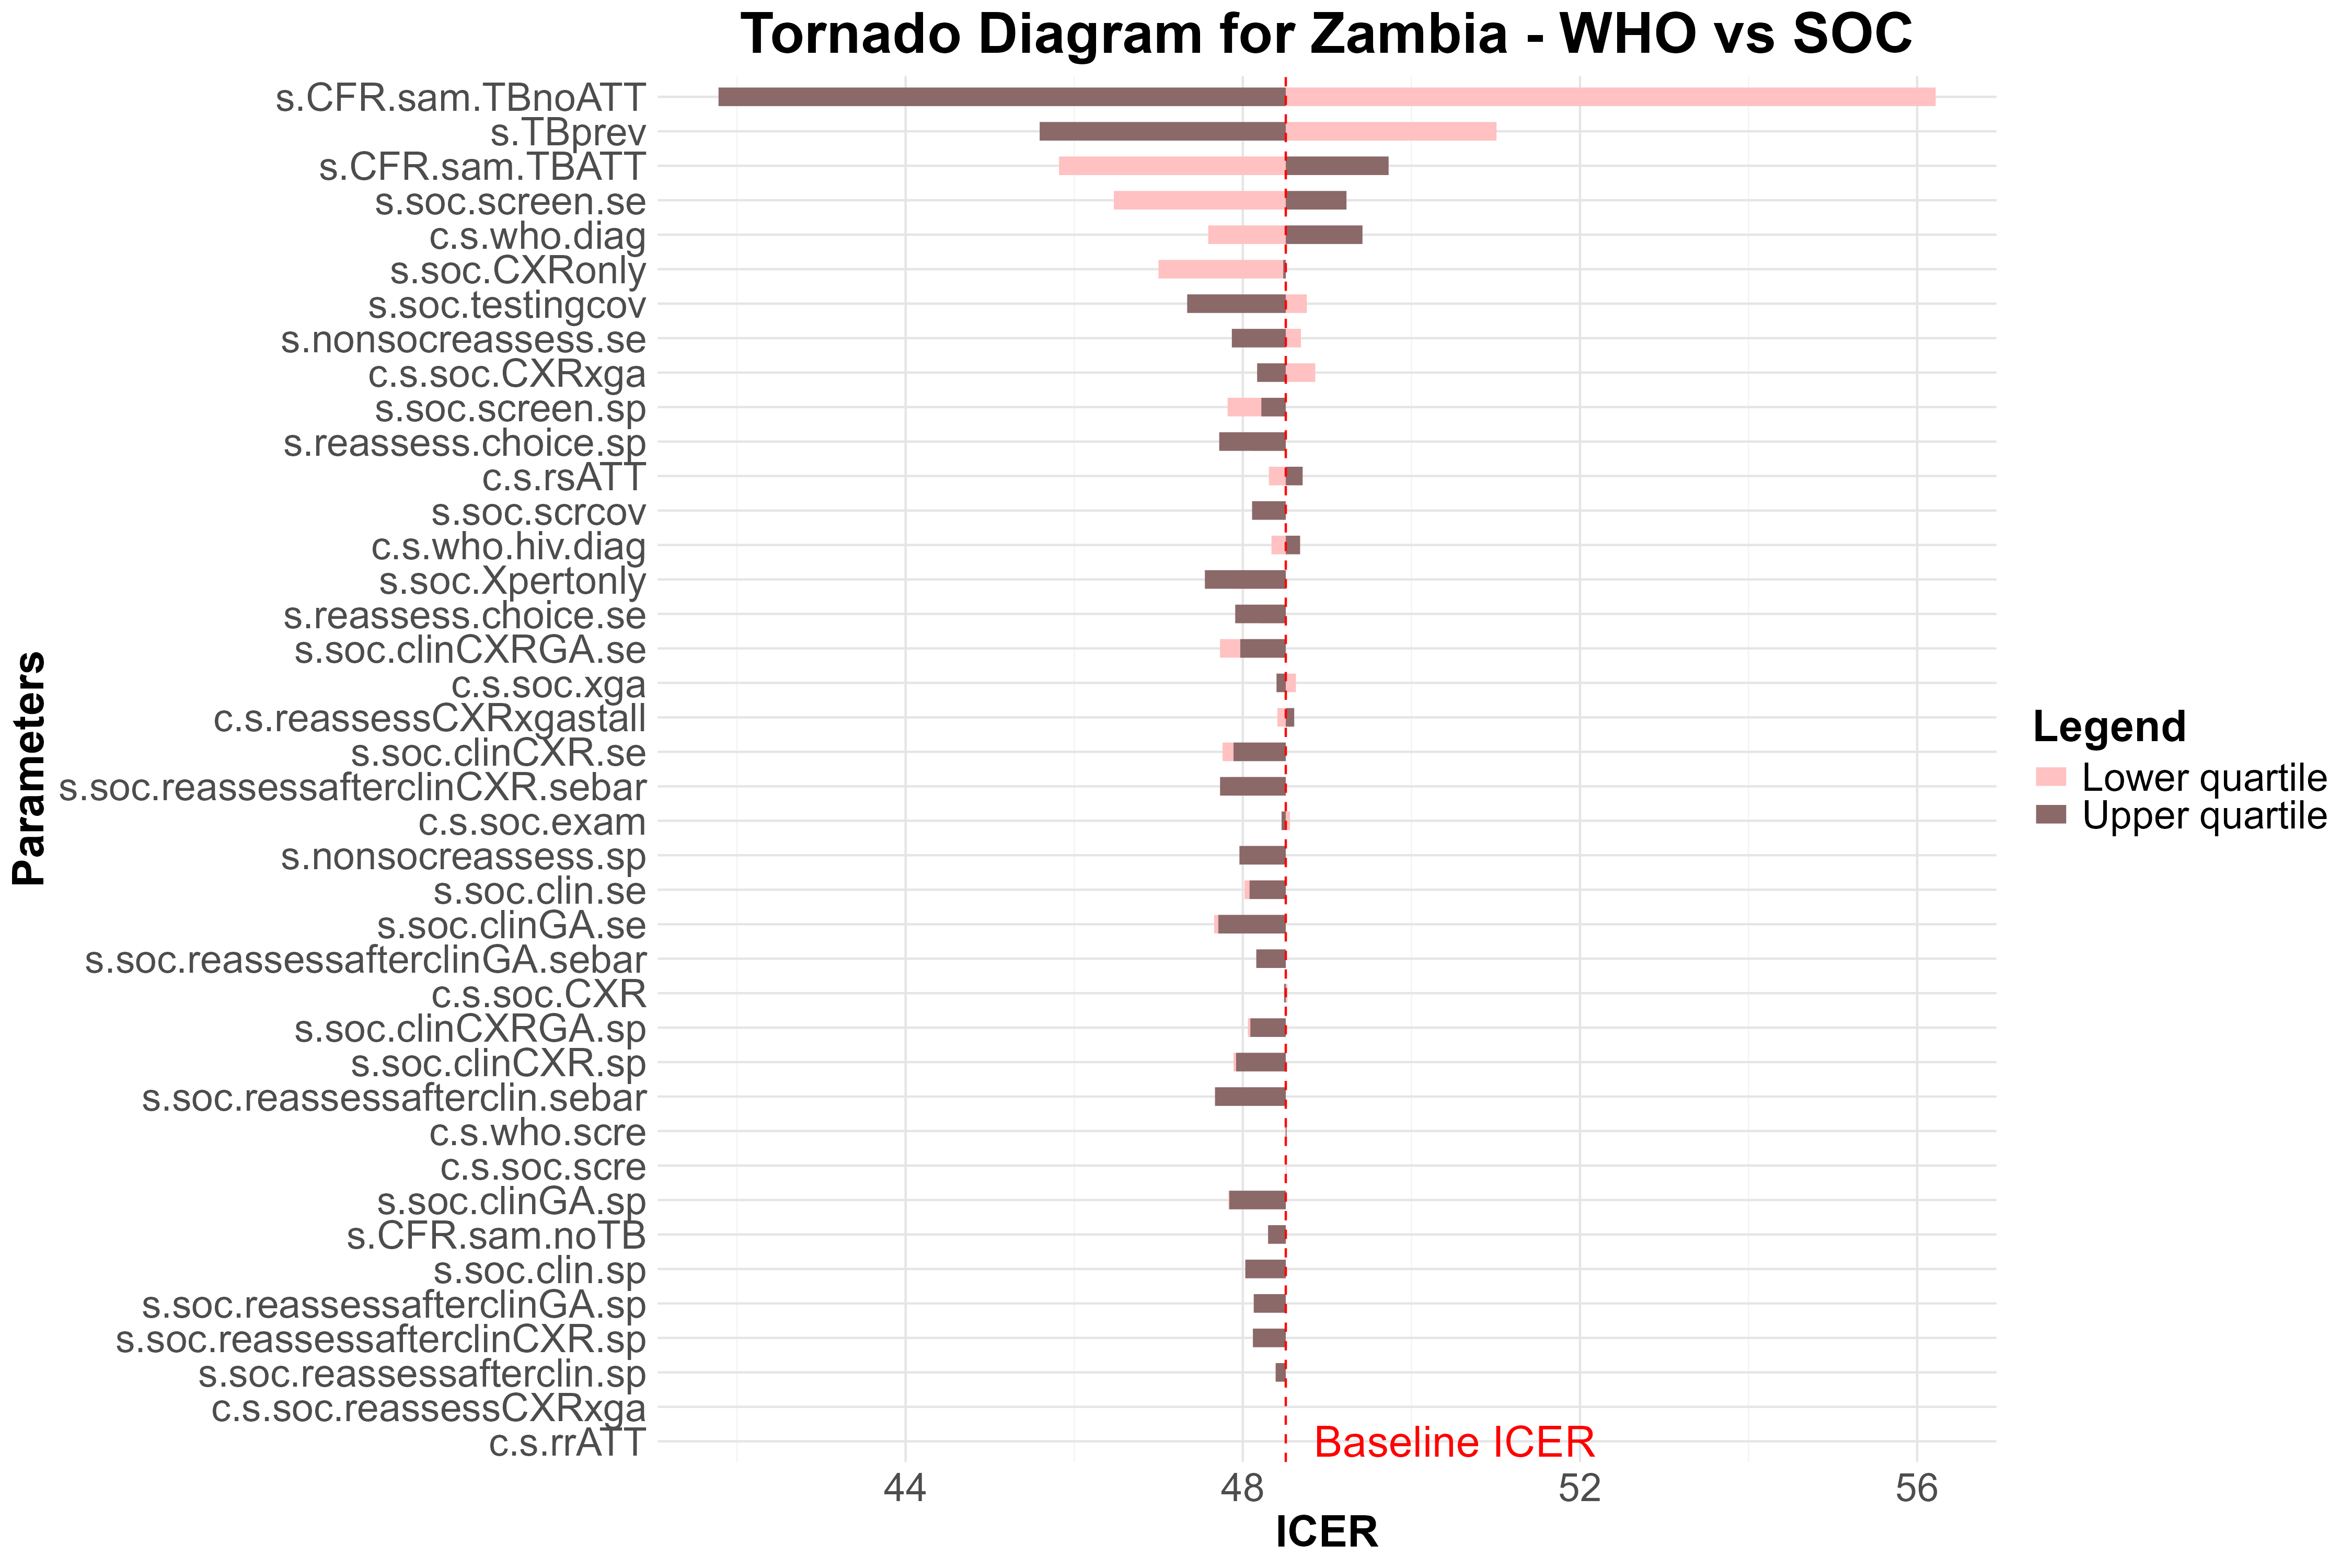 Tornado Diagram for Zambia - WHO vs SOC
s.CFR.sam.TBnoATT
s.TBprev
s.CFR.sam.TBATT
s.soc.screen.se
c.s.who.diag
s.soc.CXRonly
s.soc.testingcov
s.nonsocreassess.se
c.s.soc.CXRxga
s.soc.screen.sp
s.reassess.choice.sp
c.s.rsATT
s.soc.scrcov
c.s.who.hiv.diag
s.soc.Xpertonly
s.reassess.choice.se
s.soc.clinCXRGA.se
c.s.soc.xga
c.s.reassessCXRxgastall
s.soc.clinCXR.se
s.soc.reassessafterclinCXR.sebar
c.s.soc.exam
s.nonsocreassess.sp
s.soc.clin.se
s.soc.clinGA.se
s.soc.reassessafterclinGA.sebar
c.s.soc.CXR
s.soc.clinCXRGA.sp
s.soc.clinCXR.sp
s.soc.reassessafterclin.sebar
c.s.who.scre
c.s.soc.scre
s.soc.clinGA.sp
s.CFR.sam.noTB
s.soc.clin.sp
s.soc.reassessafterclinGA.sp
s.soc.reassessafterclinCXR.sp
s.soc.reassessafterclin.sp
c.s.soc.reassessCXRxga
c.s.rrATT
Parameters
Baseline ICER
44 48 52 56
ICER
Legend
Lower quartile
Upper quartile